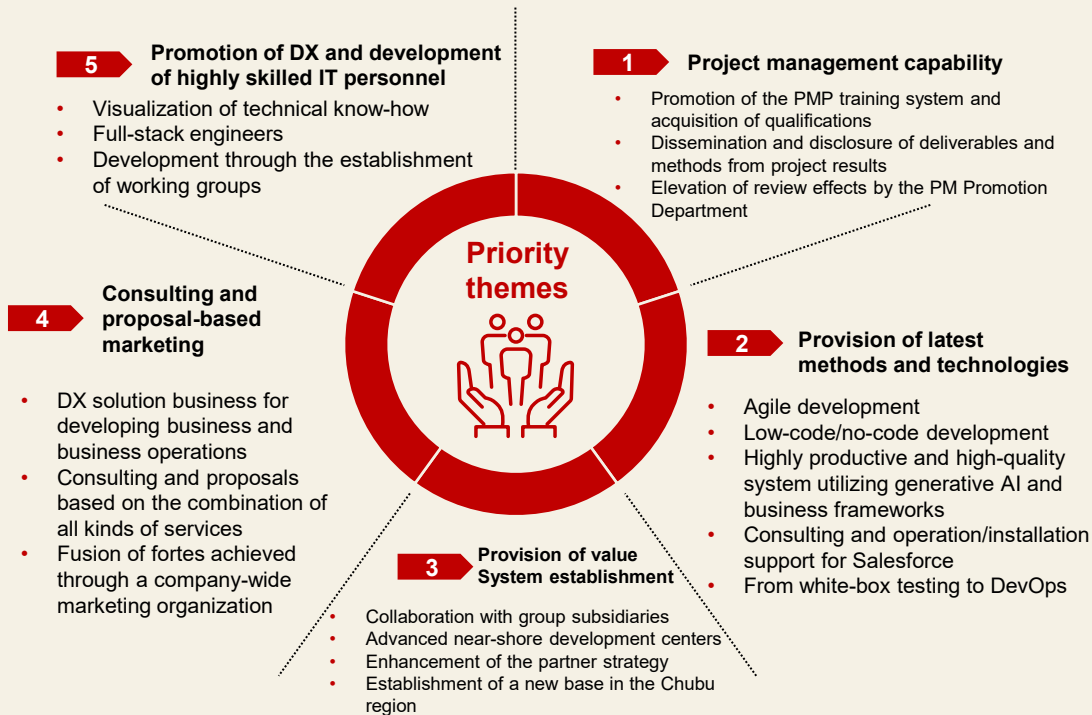 Priority
themes
1
Project management capability
• Promotion of the PMP training system and
acquisition of qualifications
• Dissemination and disclosure of deliverables and
methods from project results
• Elevation of review effects by the PM Promotion
Department
2
Provision of latest
methods and technologies
• Agile development
• Low-code/no-code development
• Highly productive and high-quality
system utilizing generative AI and
business frameworks
• Consulting and operation/installation
support for Salesforce
• From white-box testing to DevOps
3
Provision of value
System establishment
• Collaboration with group subsidiaries
• Advanced near-shore development centers
• Enhancement of the partner strategy
• Establishment of a new base in the Chubu
region
4
Consulting and
proposal-based
marketing
• DX solution business for
developing business and
business operations
• Consulting and proposals
based on the combination of
all kinds of services
• Fusion of fortes achieved
through a company-wide
marketing organization
5
Promotion of DX and development
of highly skilled IT personnel
• Visualization of technical know-how
• Full-stack engineers
• Development through the establishment
of working groups